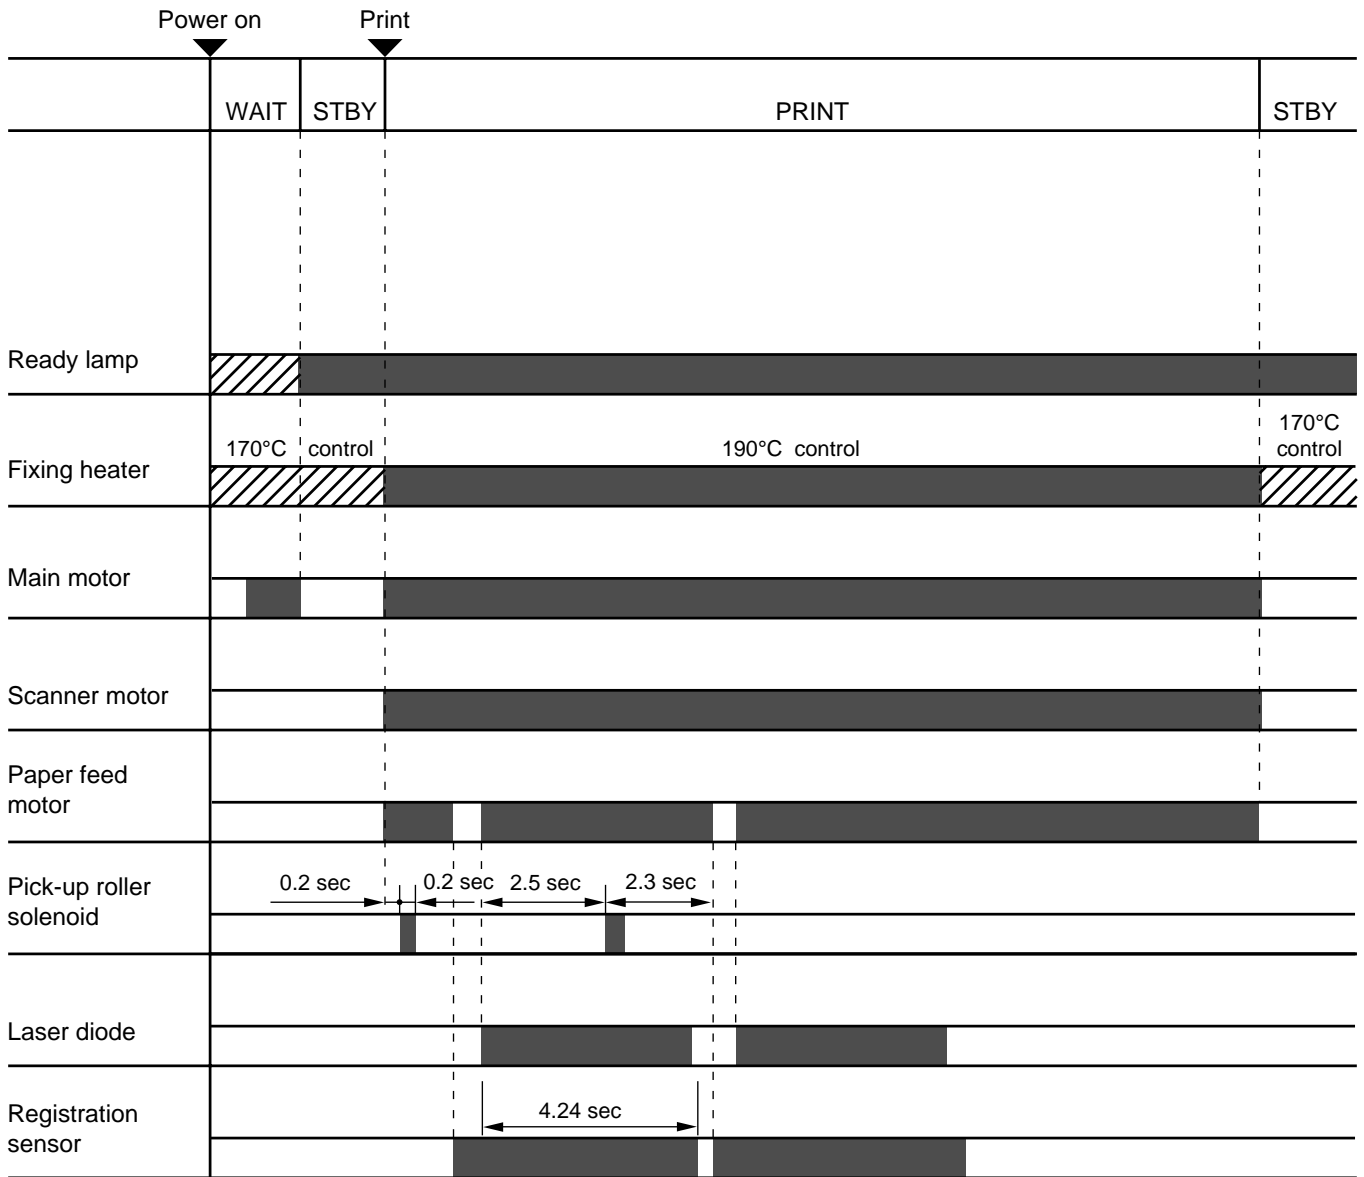 Power on
Print
WAIT
STBY
PRINT
STBY
Ready lamp
170°C control
190°C control
170°C
control
Fixing heater
Main motor
Scanner motor
Paper feed
motor
Pick-up roller
solenoid
0.2 sec
0.2 sec
2.5 sec
2.3 sec
Laser diode
Registration
sensor
4.24 sec